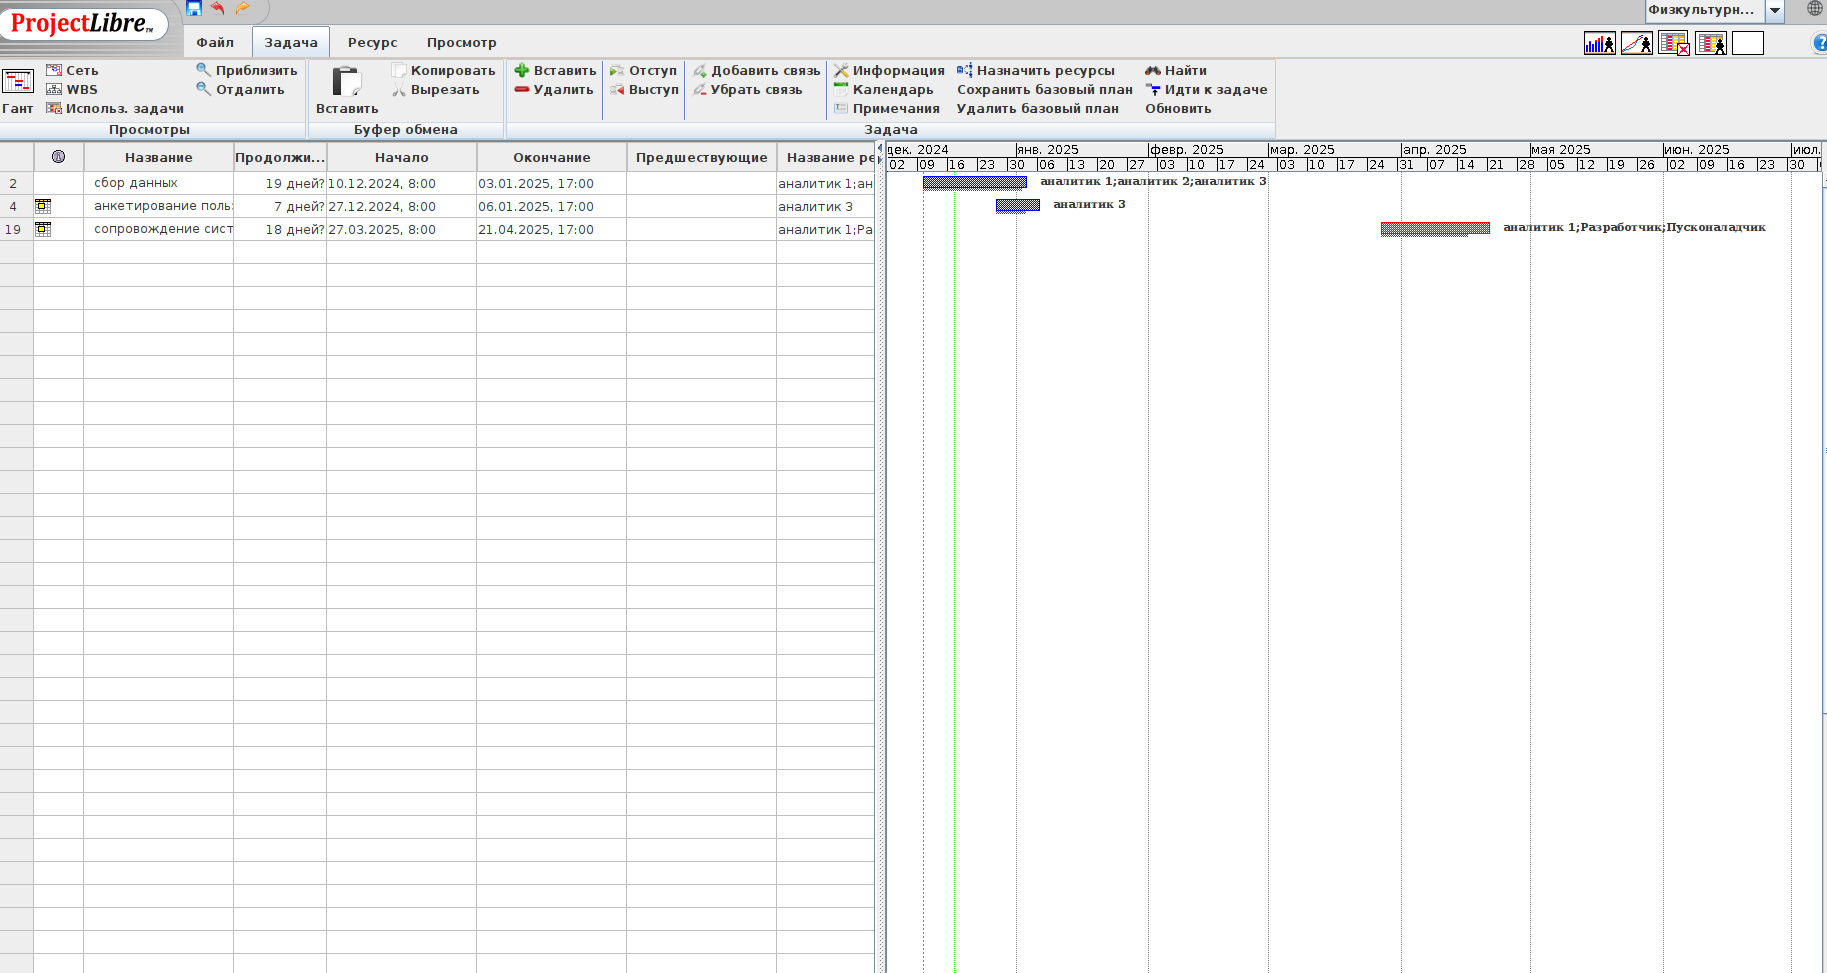 ProjectLibre™
Физкультурн...
Файл Задача Ресурс Просмотр
Гант
Сеть
WBS
Использ. задачи
Приблизить
Отдалить
Просмотры
Вставить
Копировать
Вырезать
Буфер обмена
Вставить
Удалить
Отступ
Выступ
Добавить связь
Убрать связь
Информация
Календарь
Примечания
Назначить ресурсы
Сохранить базовый план
Удалить базовый план
Найти
Идти к задаче
Обновить
Задача
Название Продолжи... Начало Окончание Предшествующие Название ре
2 сбор данных 19 дней? 10.12.2024, 8:00 03.01.2025, 17:00 аналитик 1;ан
4 анкетирование поль 7 дней? 27.12.2024, 8:00 06.01.2025, 17:00 аналитик 3
19 сопровождение сист 18 дней? 27.03.2025, 8:00 21.04.2025, 17:00 аналитик 1;Ра
дек. 2024 янв. 2025 февр. 2025 мар. 2025 апр. 2025 мая 2025 июн. 2025 июл.
02 09 16 23 30 06 13 20 27 03 10 17 24 03 10 17 24 31 07 14 21 28 05 12 19 26 02 09 16 23 30
аналитик 1;аналитик 2;аналитик 3
аналитик 3
аналитик 1;Разработчик;Пусконаладчик